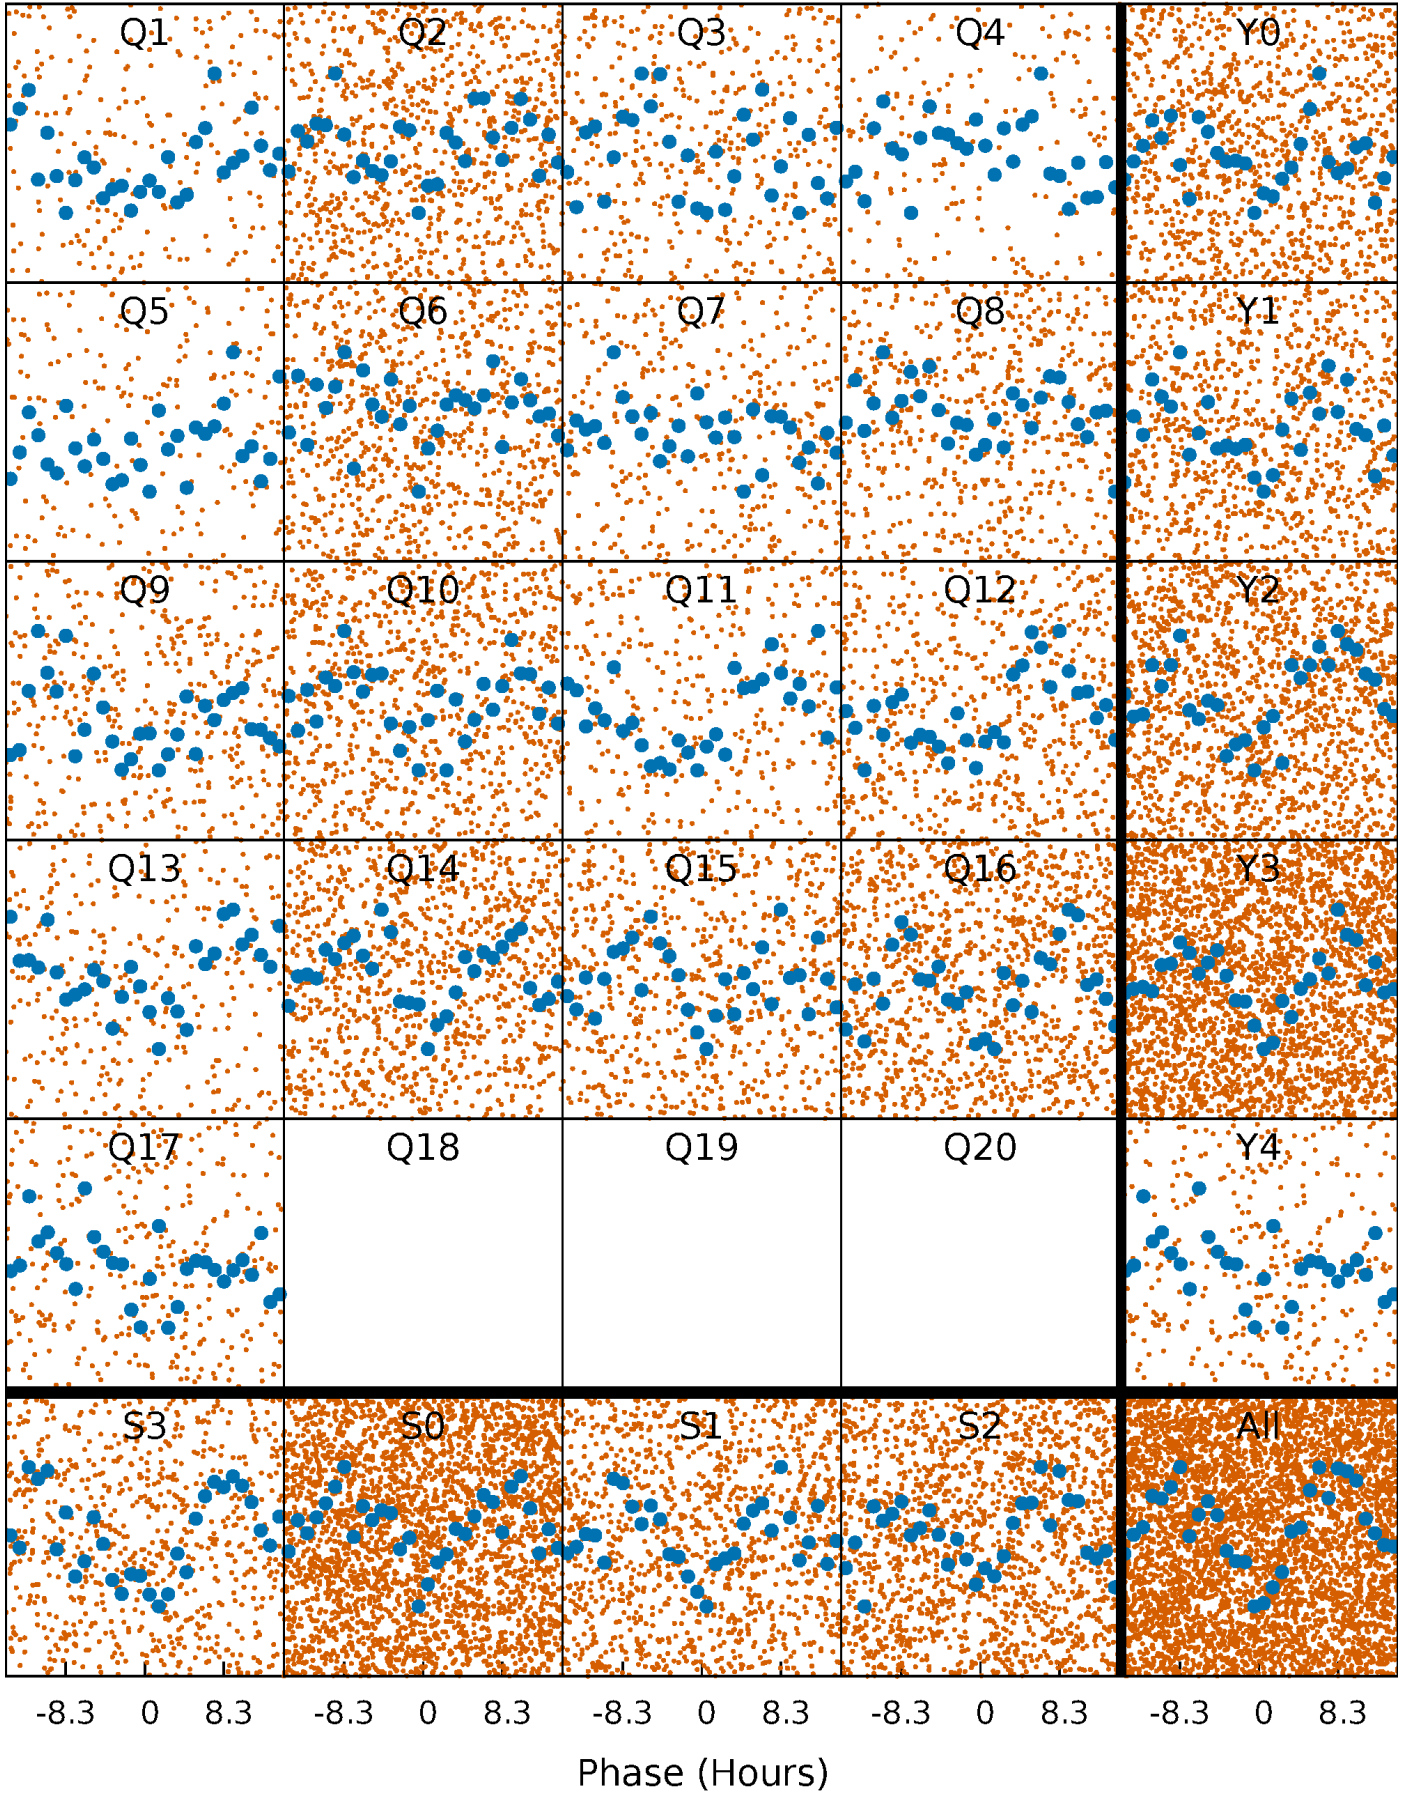 Q1 Q2 Q3 Q4 Y0
Q5 Q6 Q7 Q8 Y1
Q9 Q10 Q11 Q12 Y2
Q13 Q14 Q15 Q16 Y3
Q17 Q18 Q19 Q20 Y4
S3 S0 S1 S2 All
-8.3 0 8.3 -8.3 0 8.3 -8.3 0 8.3 -8.3 0 8.3 -8.3 0 8.3
Phase (Hours)